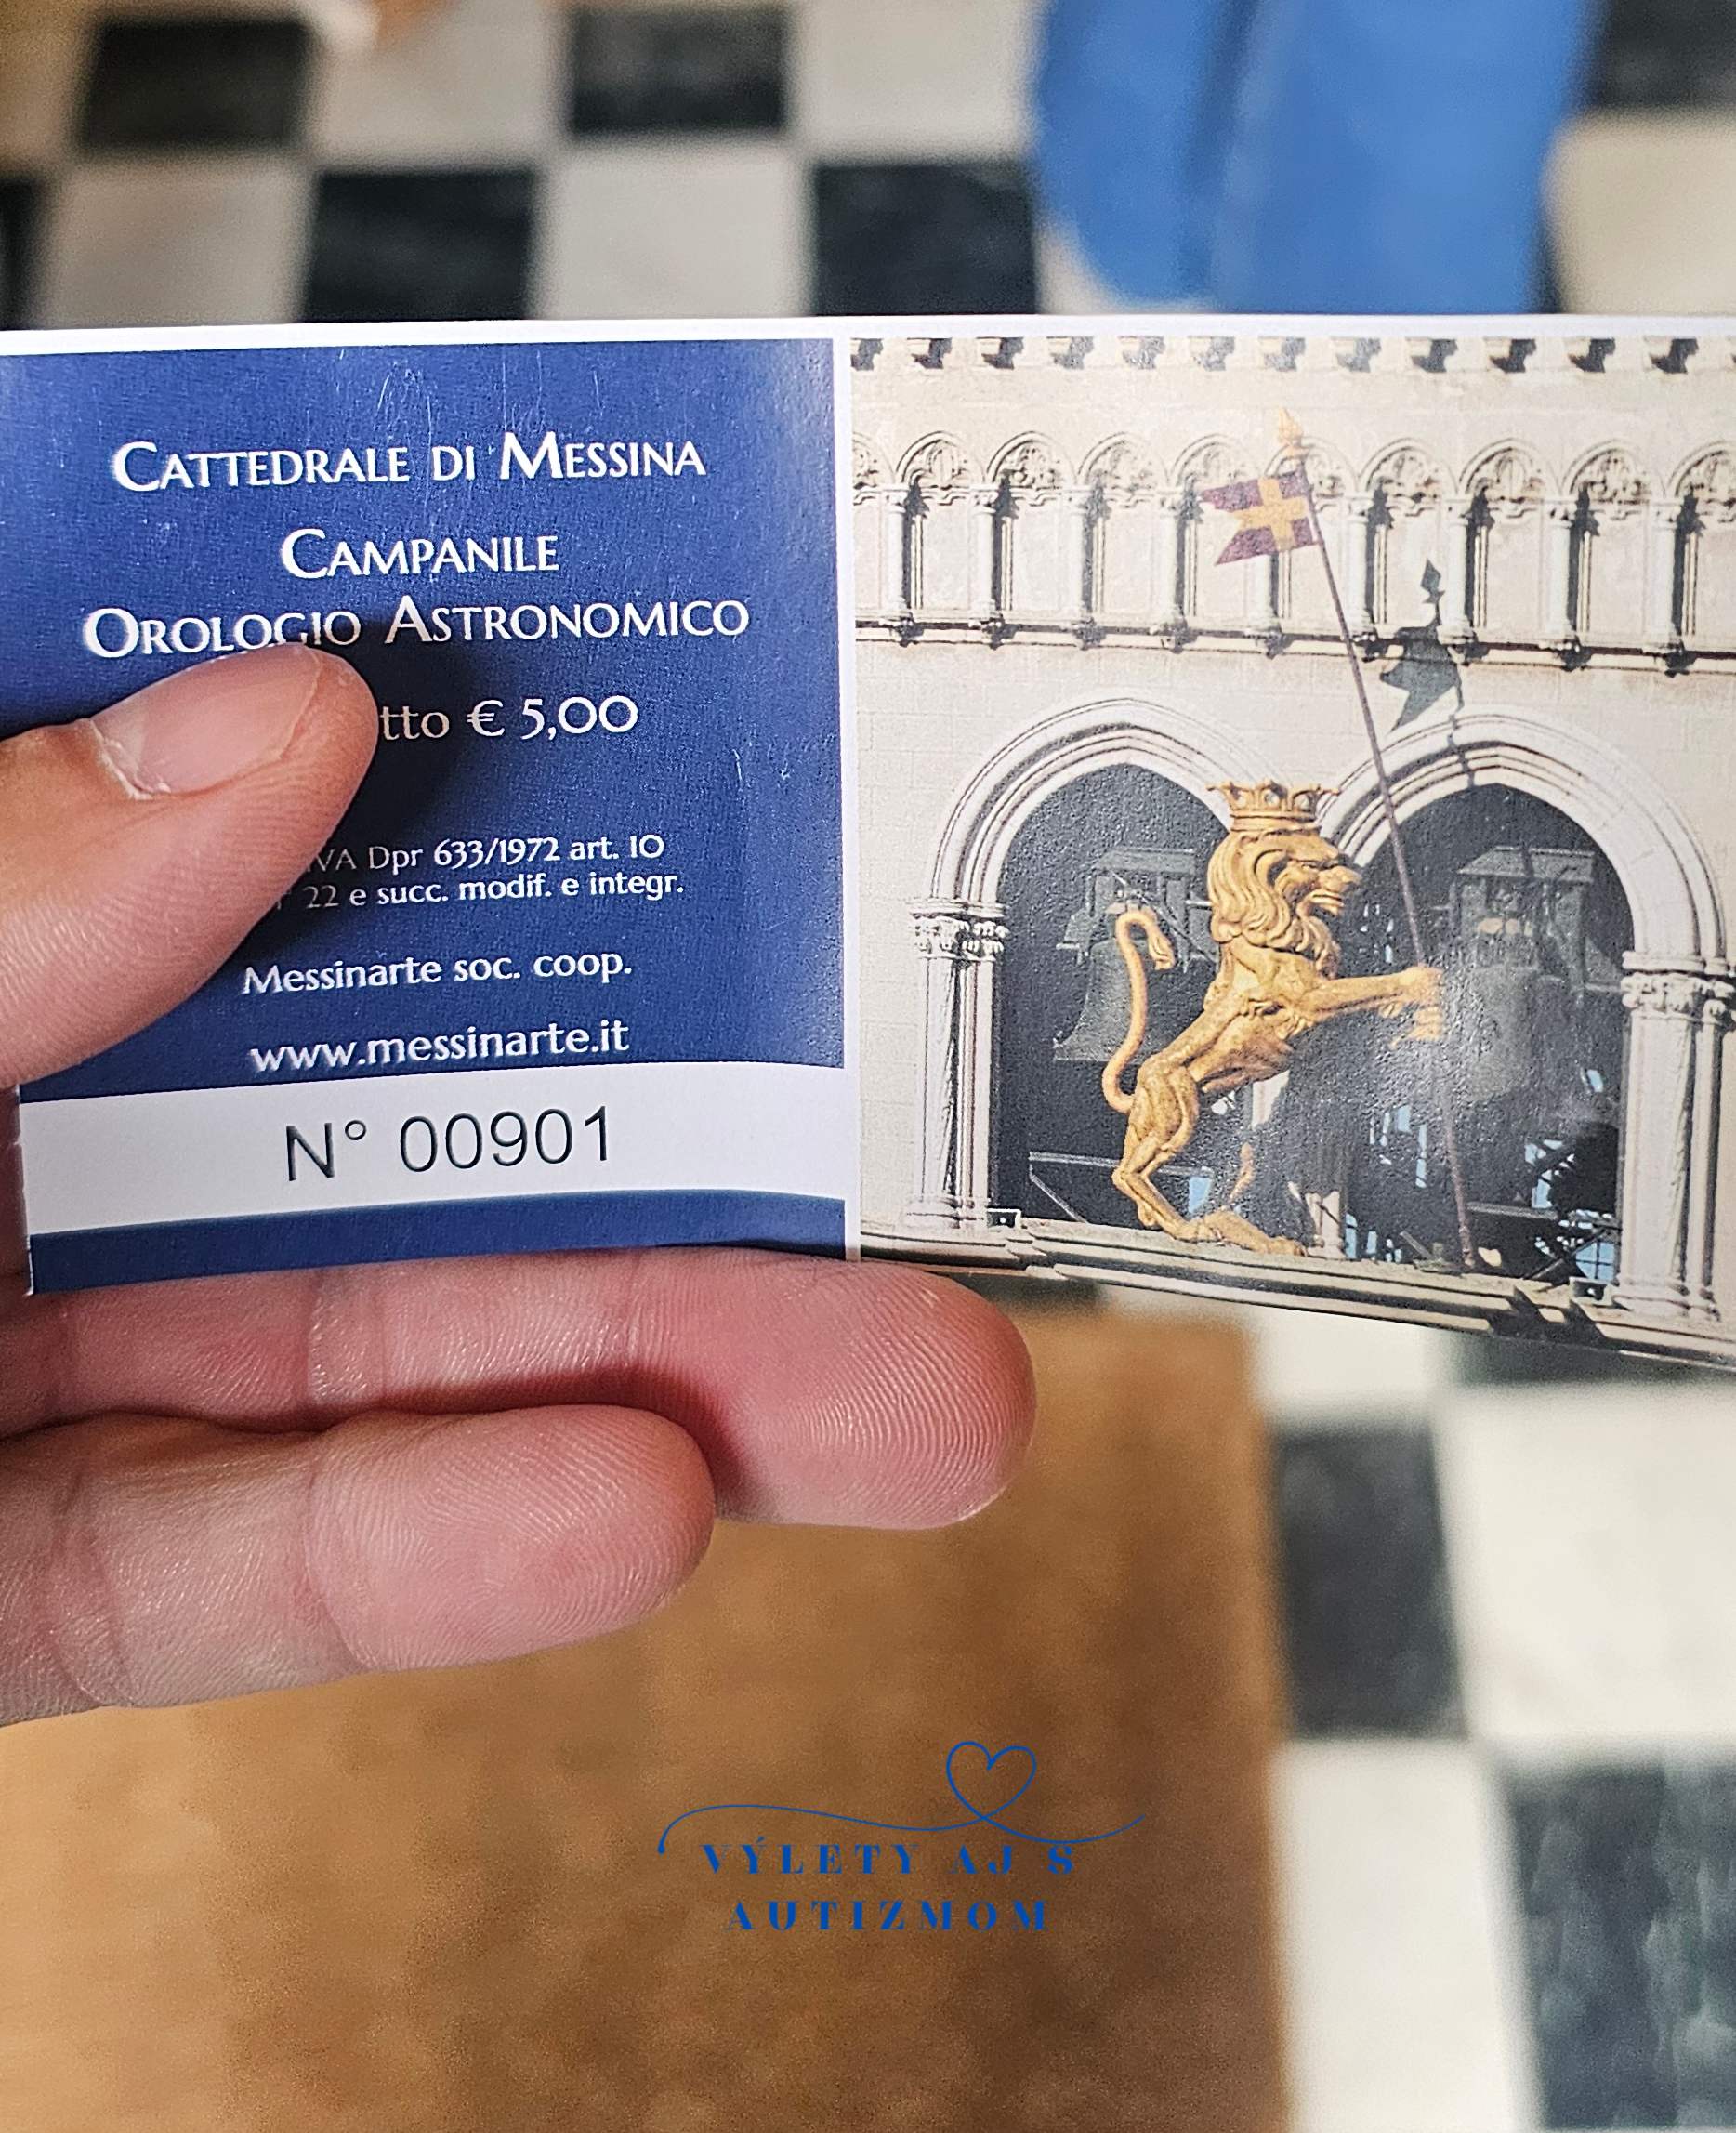 CATTEDRALE DI MESSINA
CAMPANILE
OROLOGIO ASTRONOMICO
tto € 5,00
VA Dpr 633/1972 art. 10
22 e succ. modif. e integr.
Messinarte soc. coop.
www.messinarte.it
N° 00901
VÝLETY AJ S
AUTIZMOM